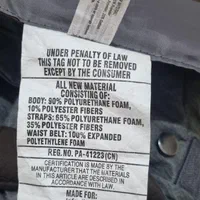 UNDER PENALTY OF LAW
THIS TAG NOT TO BE REMOVED
EXCEPT BY THE CONSUMER
ALL NEW MATERIAL
CONSISTING OF:
BODY: 90% POLYURETHANE FOAM,
10% POLYESTER FIBERS
STRAPS: 65% POLYURETHANE FOAM,
35% POLYESTER FIBERS
WAIST BELT: 100% EXPANDED
POLYETHYLENE FOAM
REG. NO. PA-41225(CN)
CERTIFICATION IS MADE BY THE
MANUFACTURER THAT THE MATERIALS
IN THIS ARTICLE ARE DESCRIBED
IN ACCORDANCE WITH LAW.
MADE FOR: